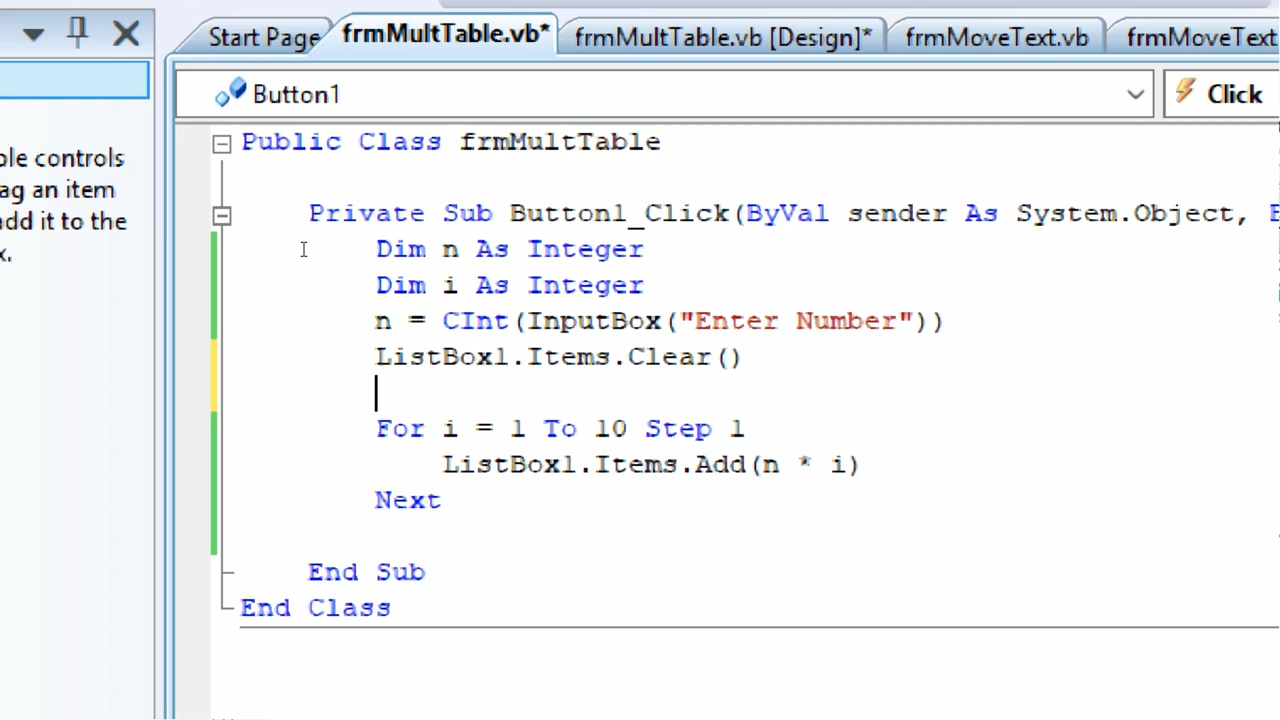 Start Page frmMultTable.vb* frmMultTable.vb [Design]* frmMoveText.vb frmMoveText
Button1 Click
ble controls
ag an item
add it to the
x.
Public Class frmMultTable
Private Sub Button1_Click(ByVal sender As System.Object,
Dim n As Integer
Dim i As Integer
n = CInt(InputBox("Enter Number"))
ListBox1.Items.Clear()
For i = 1 To 10 Step 1
ListBox1.Items.Add(n * i)
Next
End Sub
End Class